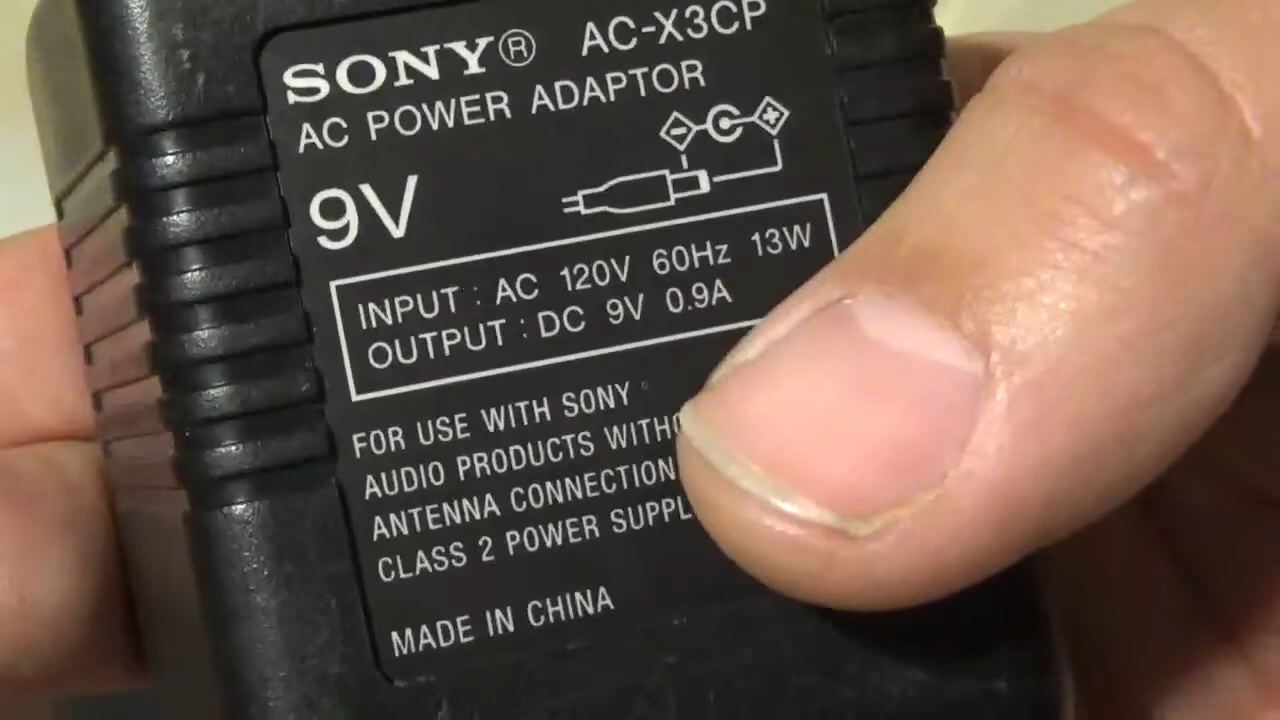 SONY® AC-X3CP
AC POWER ADAPTOR
9V
INPUT : AC 120V 60Hz 13W
OUTPUT : DC 9V 0.9A
FOR USE WITH SONY
AUDIO PRODUCTS
ANTENNA CONNECTION
CLASS 2 POWER
MADE IN CHINA